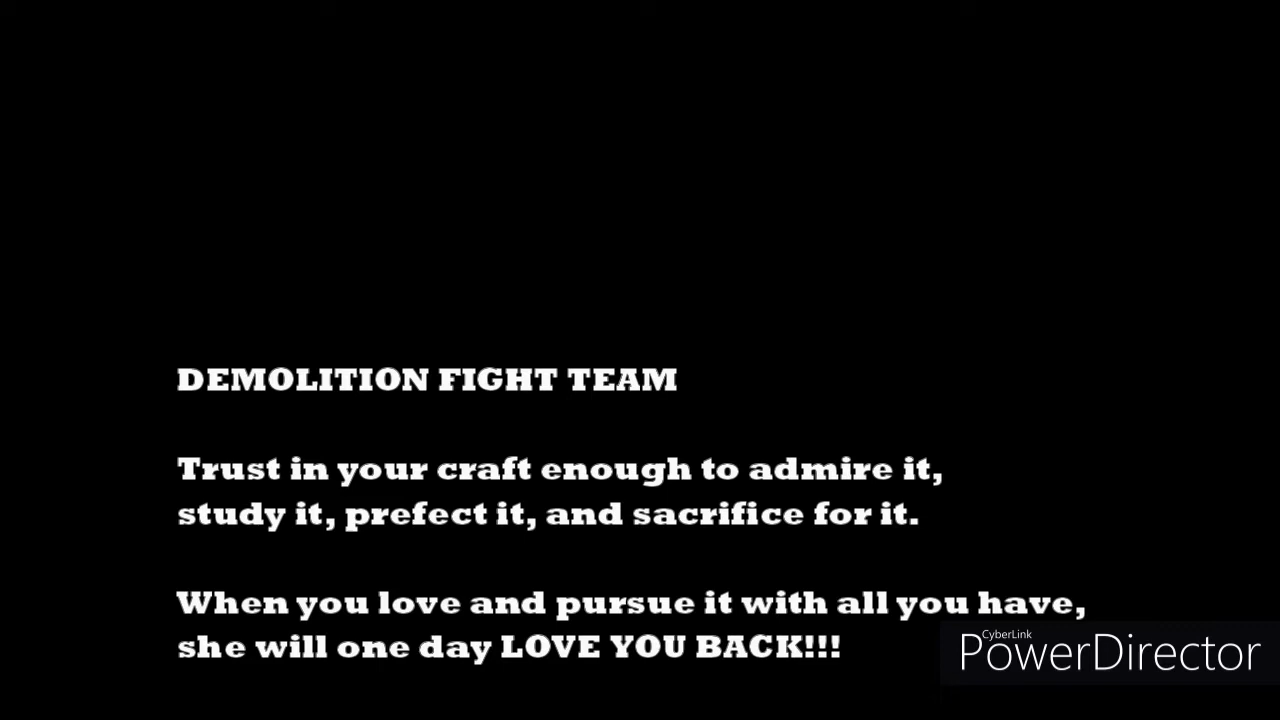 DEMOLITION FIGHT TEAM
Trust in your craft enough to admire it,
study it, prefect it, and sacrifice for it.
When you love and pursue it with all you have,
she will one day LOVE YOU BACK!!!
CyberLink
PowerDirector